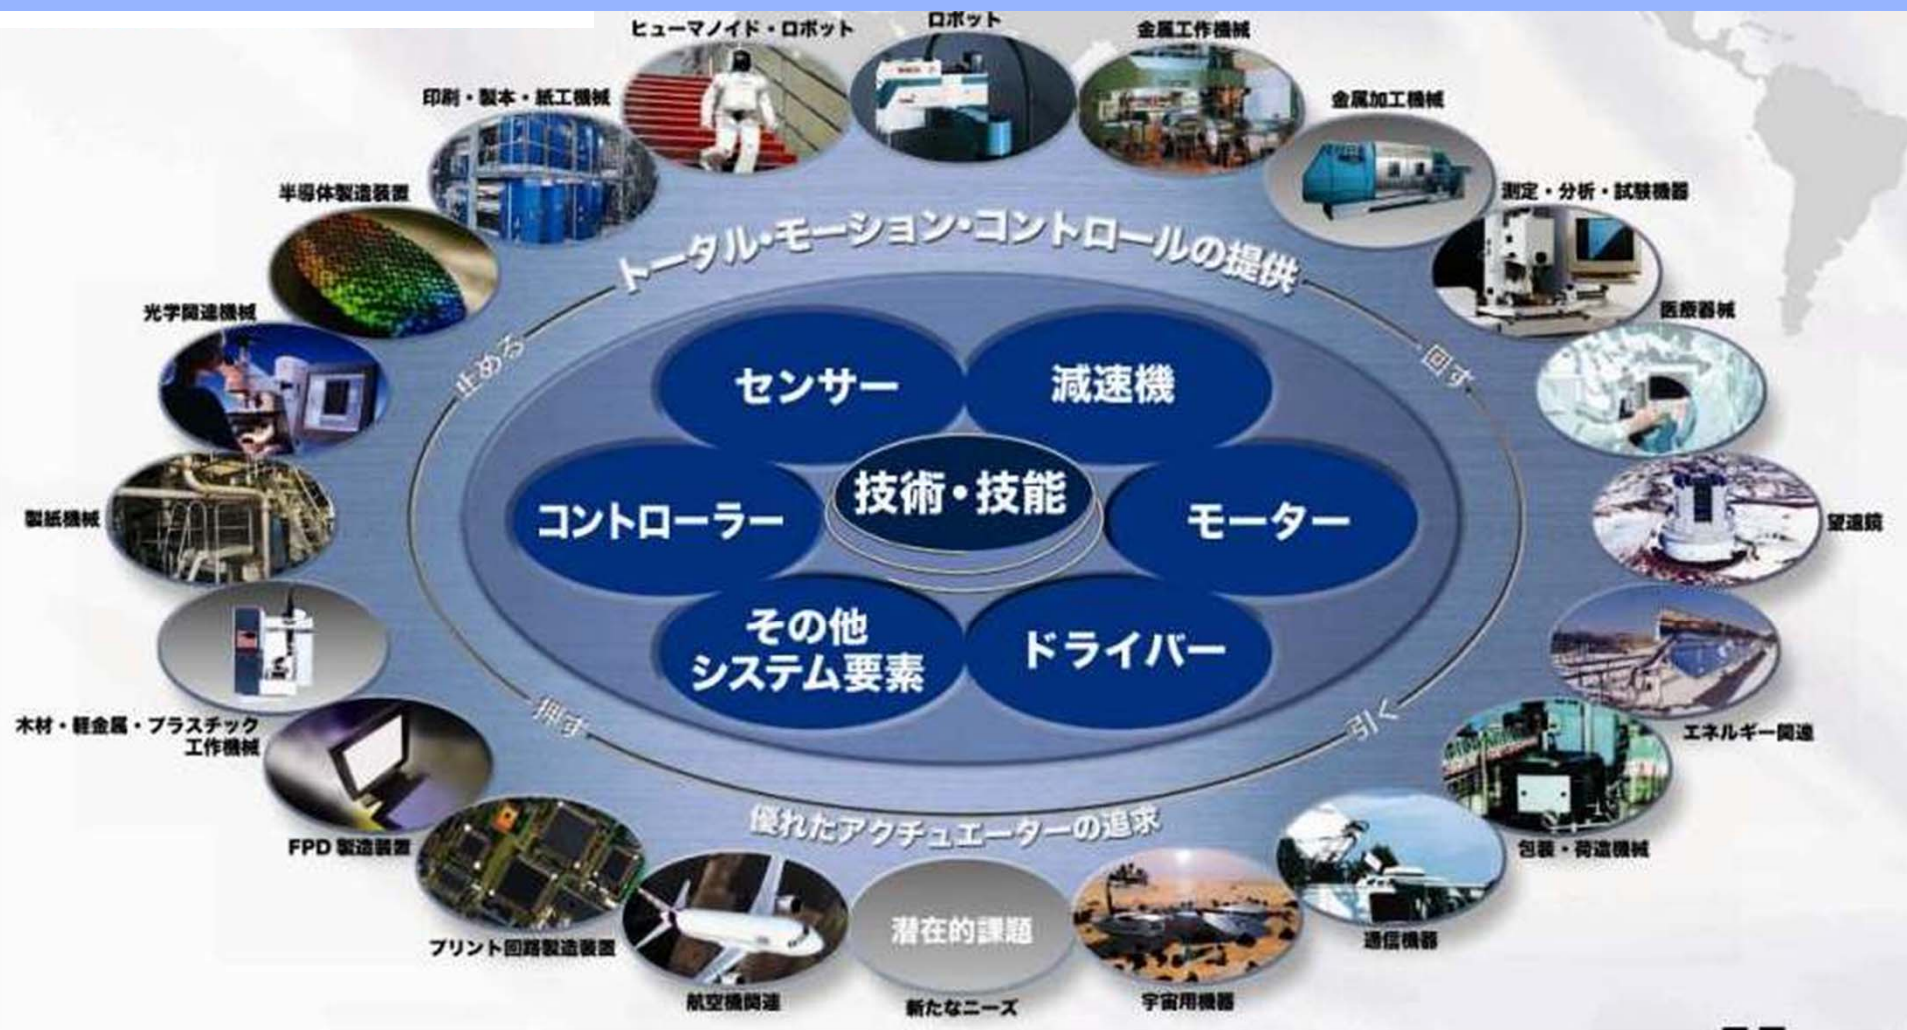 ヒューマノイド・ロボット
ロボット
金属工作機械
印刷・製本・紙工機械
金属加工機械
半導体製造装置
測定・分析・試験機器
光学関連機械
医療器械
トータル・モーション・コントロールの提供
止める
回す
センサー
減速機
製紙機械
コントローラー
技術・技能
モーター
望遠鏡
その他
システム要素
ドライバー
木材・軽金属・プラスチック
工作機械
押す
引く
エネルギー関連
FPD 製造装置
優れたアクチュエーターの追求
包装・荷造機械
プリント回路製造装置
潜在的課題
通信機器
航空機関連
新たなニーズ
宇宙用機器